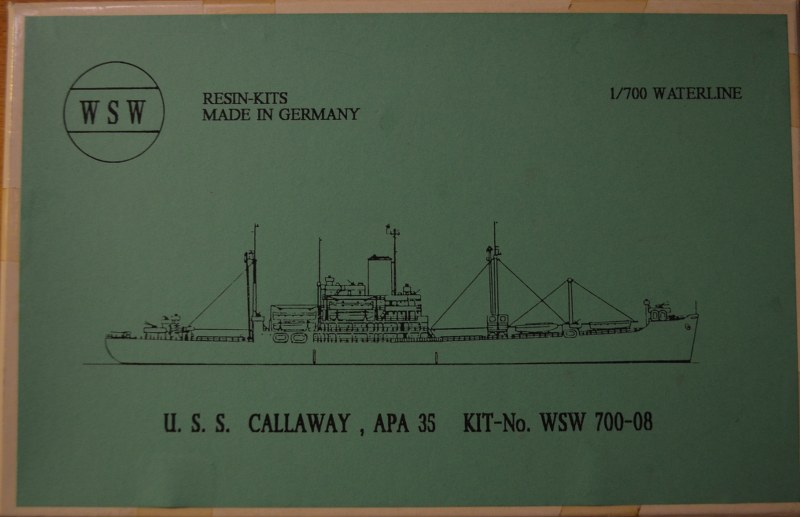 WSW
RESIN-KITS
MADE IN GERMANY
1/700 WATERLINE
U. S. S. CALLAWAY , APA 35 KIT-No. WSW 700-08